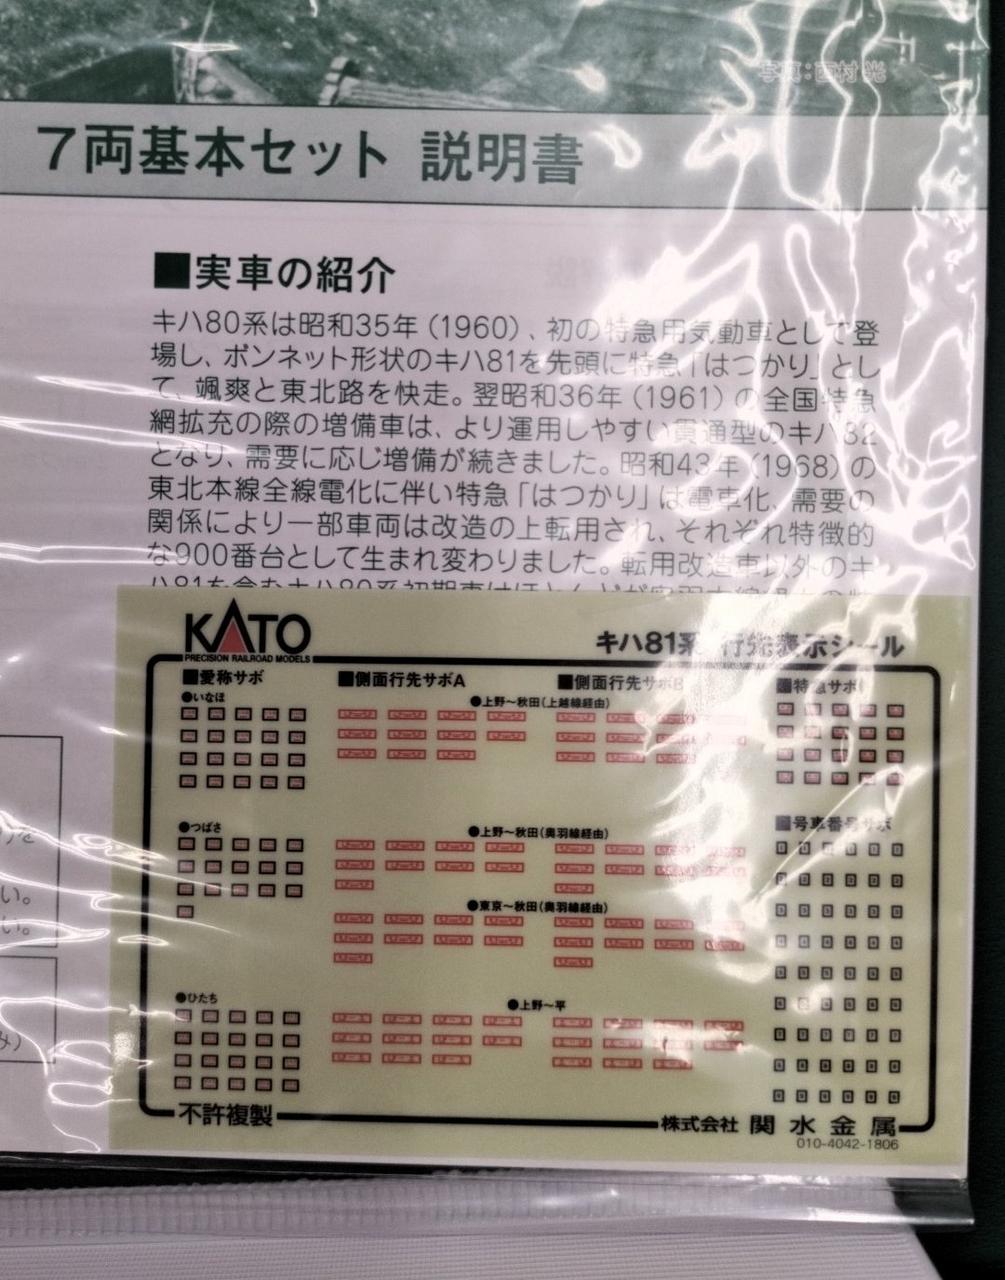 写真：西村 光
7両基本セット 説明書
■実車の紹介
キハ80系は昭和35年（1960）、初の特急用気動車として登
場し、ボンネット形状のキハ81を先頭に特急「はつかり」とし
て、颯爽と東北路を快走。翌昭和36年（1961）の全国特急
網拡充の際の増備車は、より運用しやすい貫通型のキハ82
となり、需要に応じ増備が続きました。昭和43年（1968）の
東北本線全線電化に伴い特急「はつかり」は電車化、需要の
関係により一部車両は改造の上転用され、それぞれ特徴的
な900番台として生まれ変わりました。転用改造車以外のキ
を
い。
い。
み）
KATO
PRECISION RAILROAD MODELS
キハ81系 行先表示シール
■愛称サボ
■側面行先サボA
■側面行先サボB
■特急サボ
●いなほ
●上野～秋田（上越線経由）
●つばさ
●上野～秋田（奥羽線経由）
■号車番号サボ
●東京～秋田（奥羽線経由）
●ひたち
●上野～平
不許複製
株式会社 関水金属
010-4042-1806